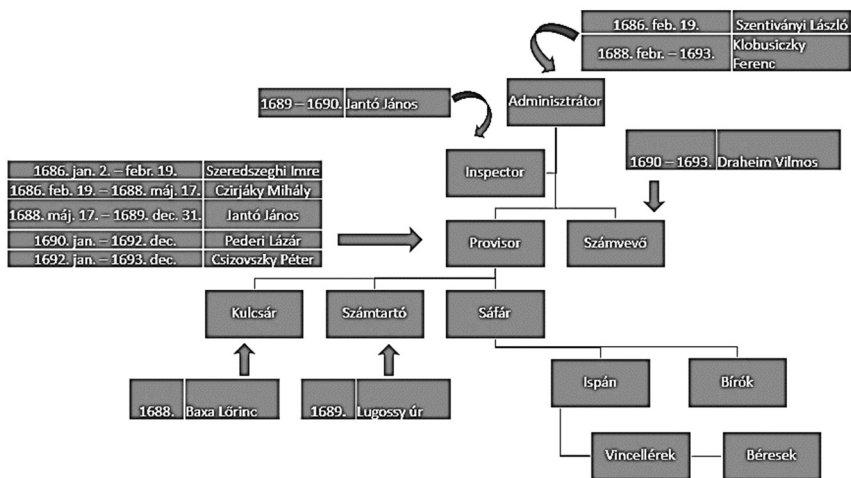 1686. feb. 19. Szentiványi László
1688. febr. – 1693. Klobusiczky Ferenc
Adminisztrátor
1689 – 1690. Jantó János
Inspector
1690 – 1693. Draheim Vilmos
1686. jan. 2. – febr. 19. Szeredszeghi Imre
1686. feb. 19. – 1688. máj. 17. Czirjáky Mihály
1688. máj. 17. – 1689. dec. 31. Jantó János
1690. jan. – 1692. dec. Pederi Lázár
1692. jan. – 1693. dec. Csizovszky Péter
Provisor
Számvevő
Kulcsár
Számtartó
Sáfár
Ispán
Bírók
1688. Baxa Lőrinc
1689. Lugossy úr
Vincellérek
Béresek